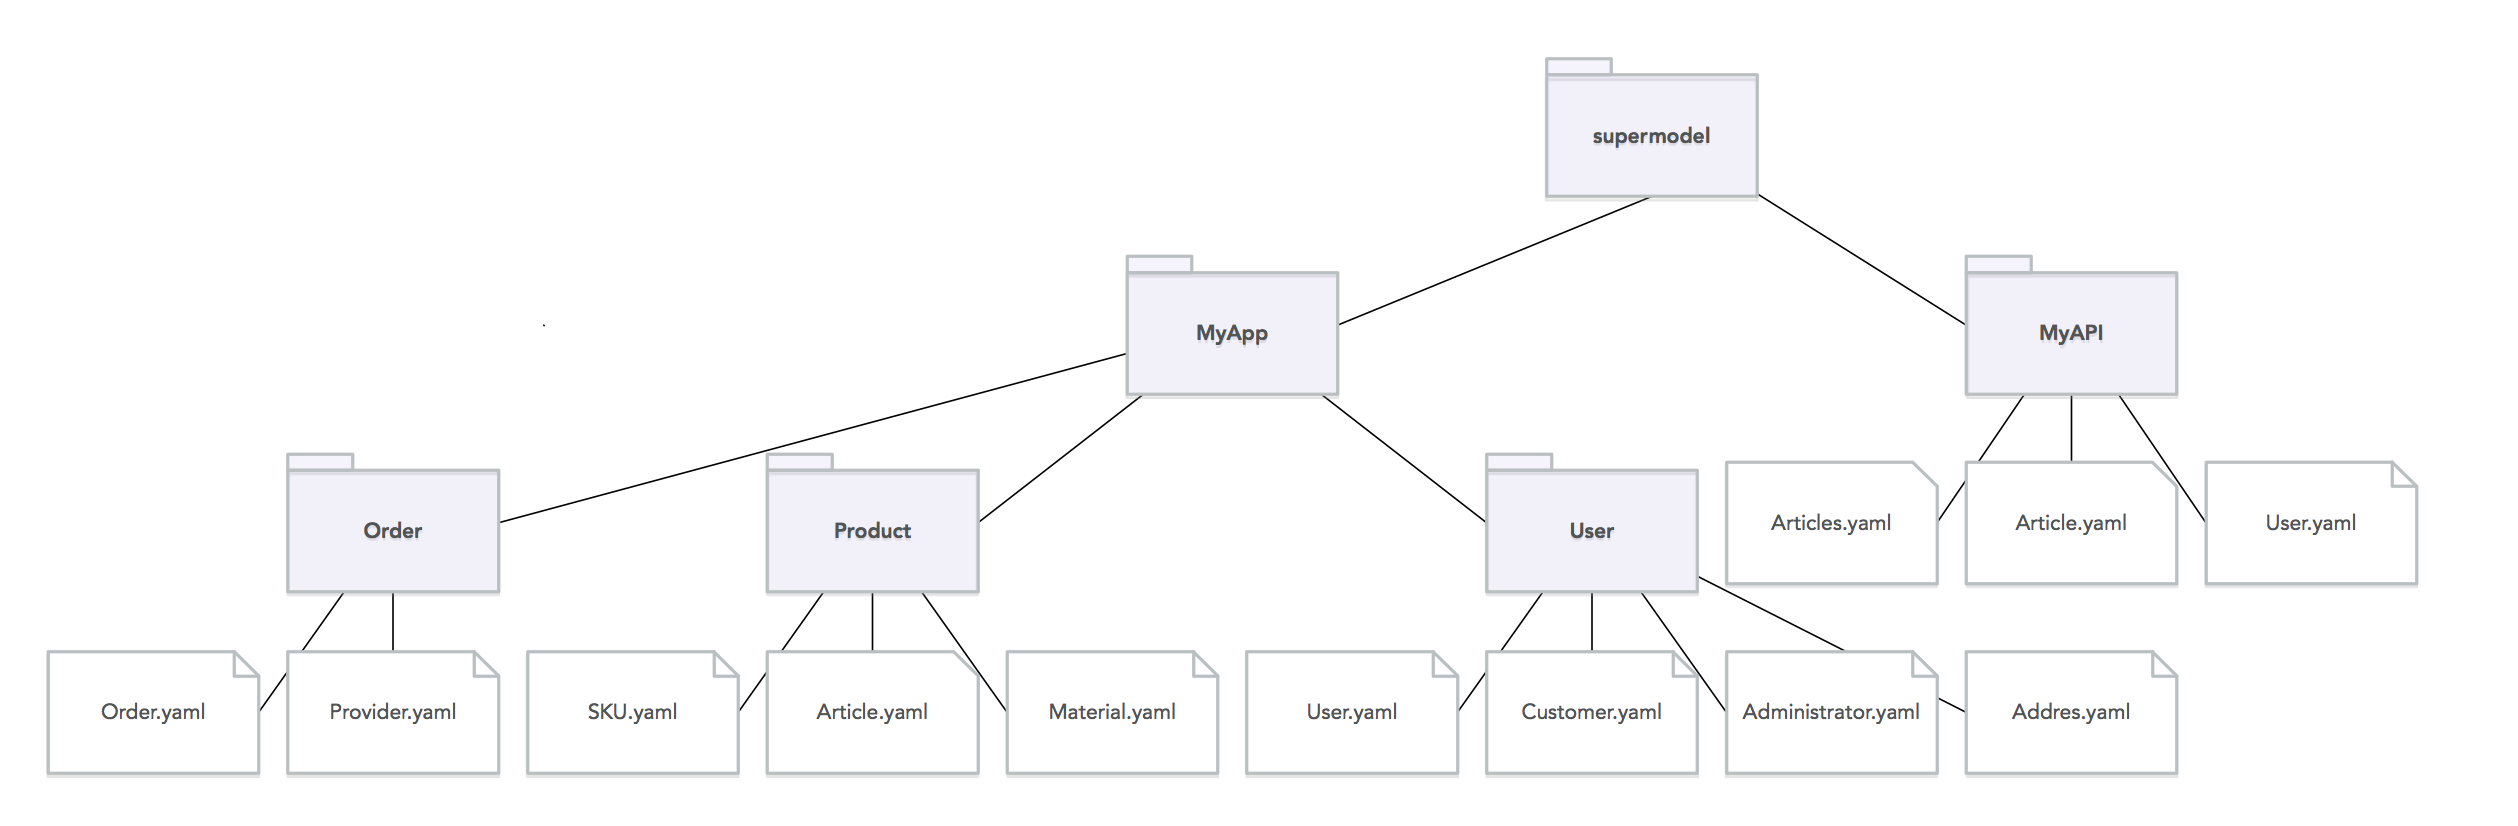 supermodel
MyApp
MyAPI
Order
Product
User
Articles.yaml
Article.yaml
User.yaml
Order.yaml
Provider.yaml
SKU.yaml
Article.yaml
Material.yaml
User.yaml
Customer.yaml
Administrator.yaml
Addres.yaml